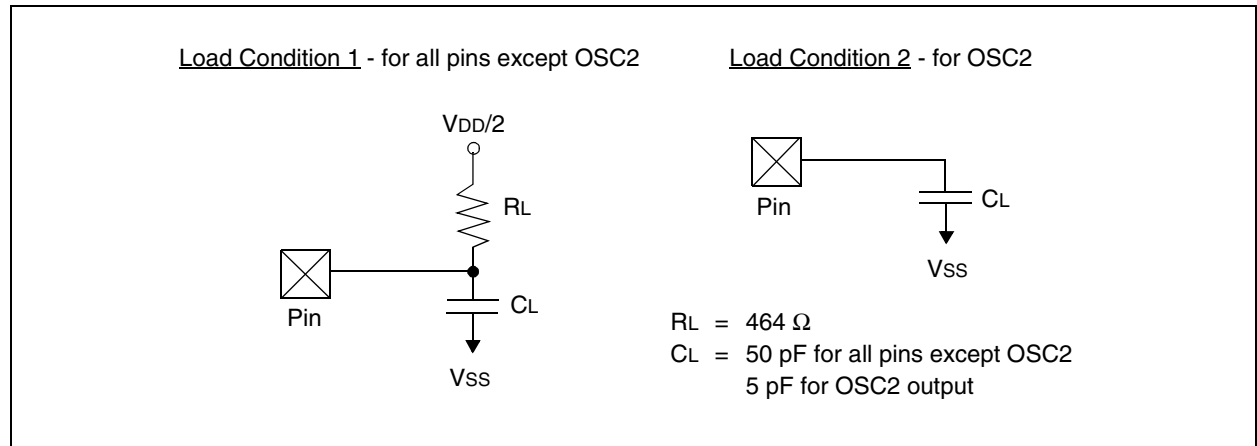 Load Condition 1 - for all pins except OSC2
Load Condition 2 - for OSC2
VDD/2
RL
Pin
CL
VSS
Pin
CL
VSS
RL = 464 Ω
CL = 50 pF for all pins except OSC2
5 pF for OSC2 output